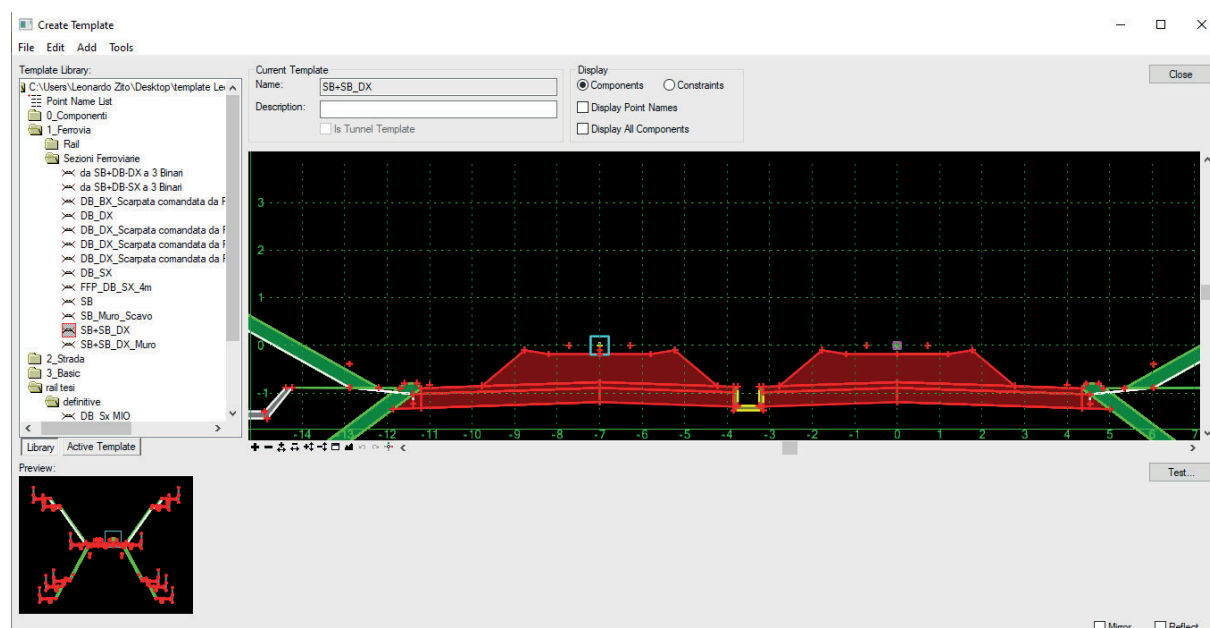 Create Template
File Edit Add Tools
Template Library:
C:\Users\Leonardo Zito\Desktop\template Le
Point Name List
0_Componenti
1_Ferrovia
Rail
Sezioni Ferroviarie
da SB+DB-DX a 3 Binari
da SB+DB-SX a 3 Binari
DB_BX_Scarpata comandata da F
DB_DX
DB_DX_Scarpata comandata da F
DB_DX_Scarpata comandata da F
DB_DX_Scarpata comandata da F
DB_SX
FFP_DB_SX_4m
SB
SB_Muro_Scavo
SB+SB_DX
SB+SB_DX_Muro
2_Strada
3_Basic
rail tesi
definitive
DB Sx MIO
Library Active Template
Current Template
Name: SB+SB_DX
Description:
Is Tunnel Template
Display
Components Constraints
Display Point Names
Display All Components
Close
3
2
1
0
-1
-14 -13 -12 -11 -10 -9 -8 -7 -6 -5 -4 -3 -2 -1 0 1 2 3 4 5 6 7
Test...
Preview:
Mirror Reflect